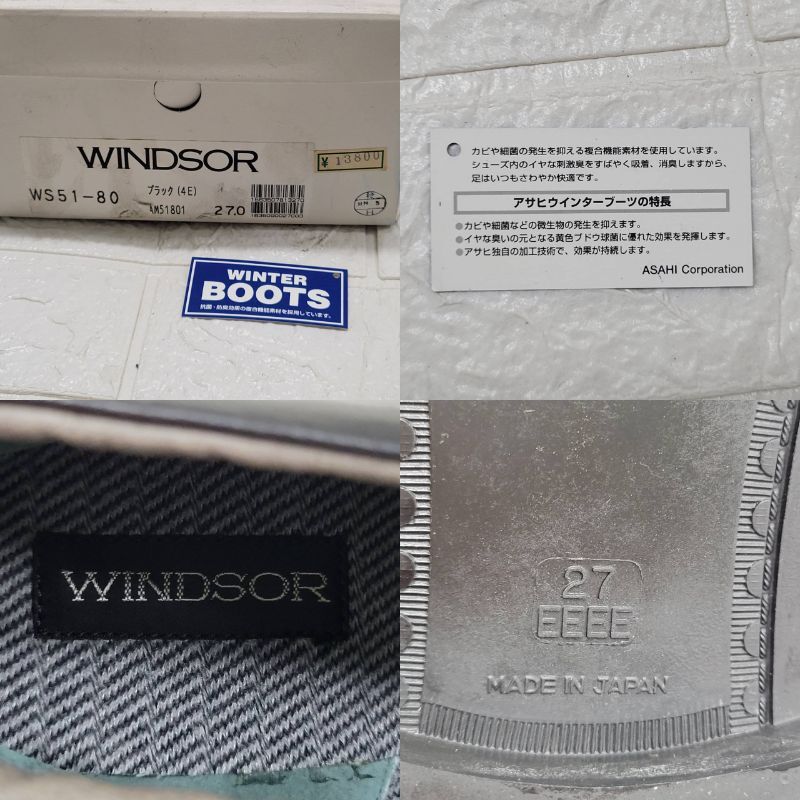 WINDSOR
¥13800
WS51-80
ブラック(4E)
AM51801
27.0
WINTER
BOOTS
抗菌・防臭効果の複合機能素材を採用しています。
カビや細菌の発生を抑える複合機能素材を使用しています。
シューズ内のイヤな刺激臭をすばやく吸着、消臭しますから、
足はいつもさわやか快適です。
アサヒウインターブーツの特長
●カビや細菌などの微生物の発生を抑えます。
●イヤな臭いの元となる黄色ブドウ球菌に優れた効果を発揮します。
●アサヒ独自の加工技術で、効果が持続します。
ASAHI Corporation
WINDSOR
27
EEEE
MADE IN JAPAN